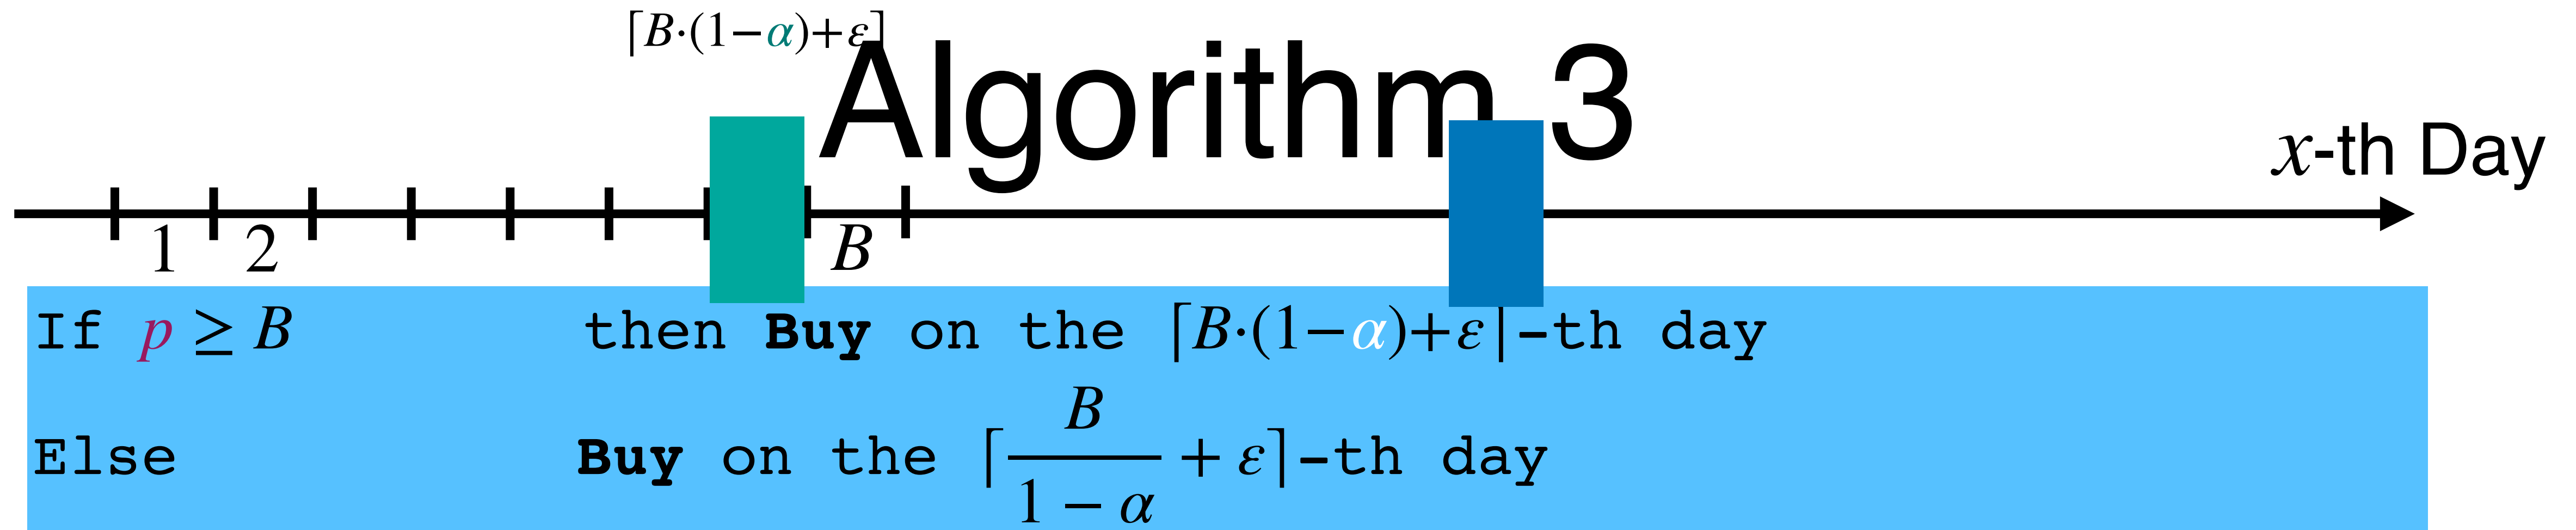 ⌈B·(1−α)+ε⌉
Algorithm 3
x-th Day
1 2 B
If p ≥ B then Buy on the ⌈B·(1−α)+ε⌉-th day
Else Buy on the ⌈B/(1 − α) + ε⌉-th day